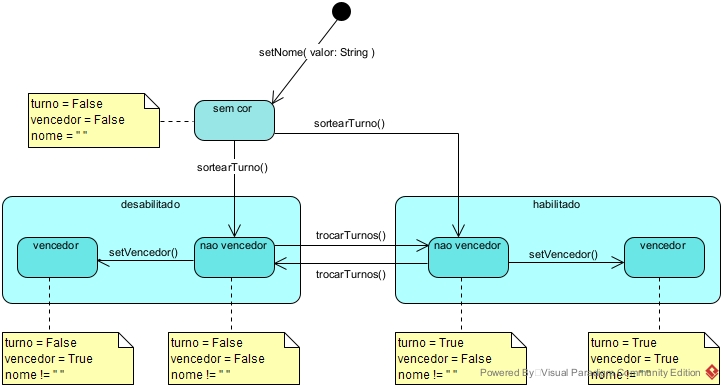 setNome( valor: String )
turno = False
vencedor = False
nome = " "
sem cor
sortearTurno()
sortearTurno()
desabilitado
habilitado
vencedor
nao vencedor
trocarTurnos()
nao vencedor
vencedor
setVencedor()
setVencedor()
trocarTurnos()
turno = False
vencedor = True
nome != " "
turno = False
vencedor = False
nome != " "
turno = True
vencedor = False
nome != " "
turno = True
vencedor = True
nome != " "
Powered By Visual Paradigm Community Edition